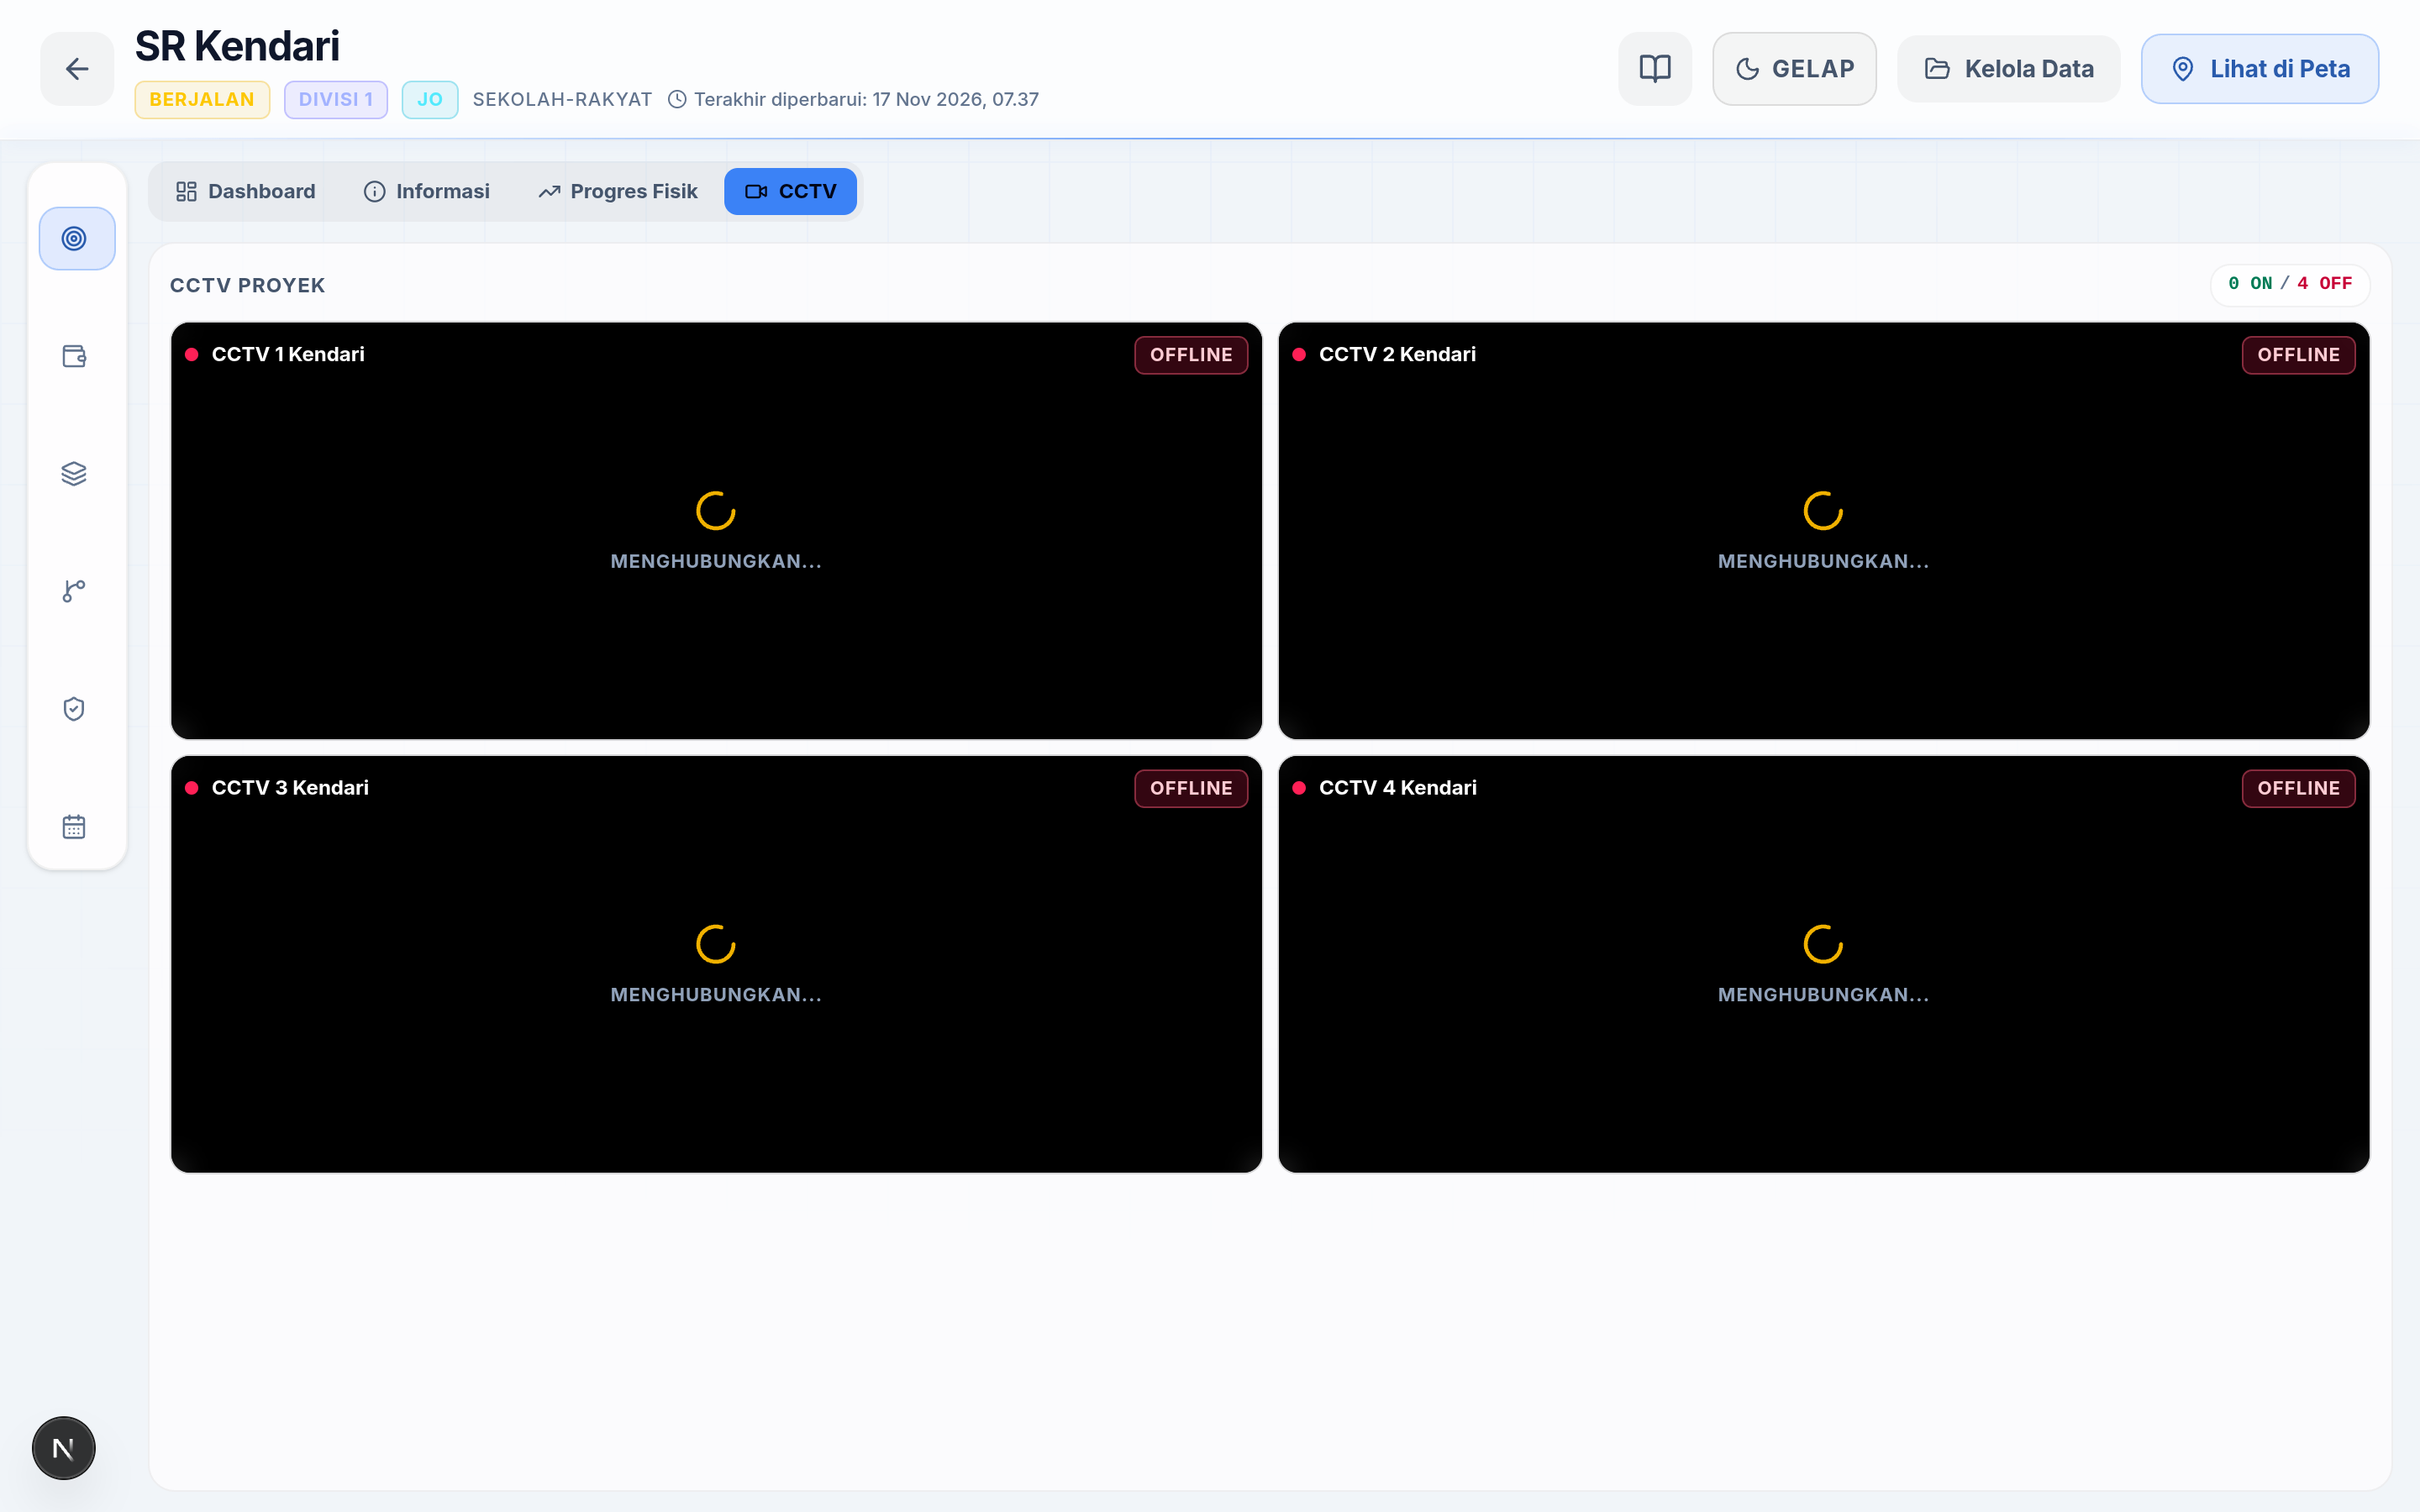 SR Kendari
BERJALAN DIVISI 1 JO SEKOLAH-RAKYAT Terakhir diperbarui: 17 Nov 2026, 07.37
GELAP
Kelola Data
Lihat di Peta
Dashboard Informasi Progres Fisik CCTV
CCTV PROYEK
0 ON / 4 OFF
CCTV 1 Kendari
OFFLINE
MENGHUBUNGKAN...
CCTV 2 Kendari
OFFLINE
MENGHUBUNGKAN...
CCTV 3 Kendari
OFFLINE
MENGHUBUNGKAN...
CCTV 4 Kendari
OFFLINE
MENGHUBUNGKAN...
N